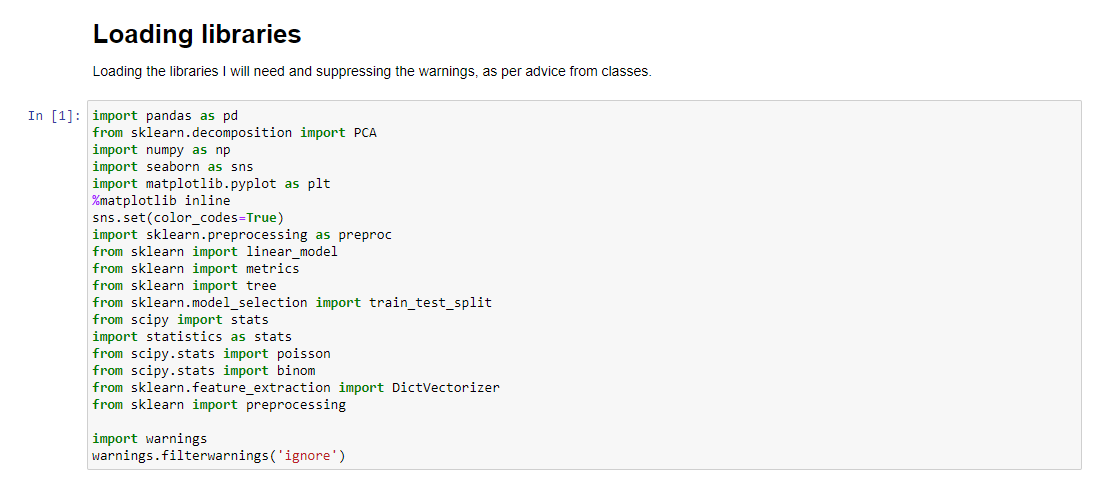 Loading libraries
Loading the libraries I will need and suppressing the warnings, as per advice from classes.
In [1]:
import pandas as pd
from sklearn.decomposition import PCA
import numpy as np
import seaborn as sns
import matplotlib.pyplot as plt
%matplotlib inline
sns.set(color_codes=True)
import sklearn.preprocessing as preproc
from sklearn import linear_model
from sklearn import metrics
from sklearn import tree
from sklearn.model_selection import train_test_split
from scipy import stats
import statistics as stats
from scipy.stats import poisson
from scipy.stats import binom
from sklearn.feature_extraction import DictVectorizer
from sklearn import preprocessing
import warnings
warnings.filterwarnings('ignore')